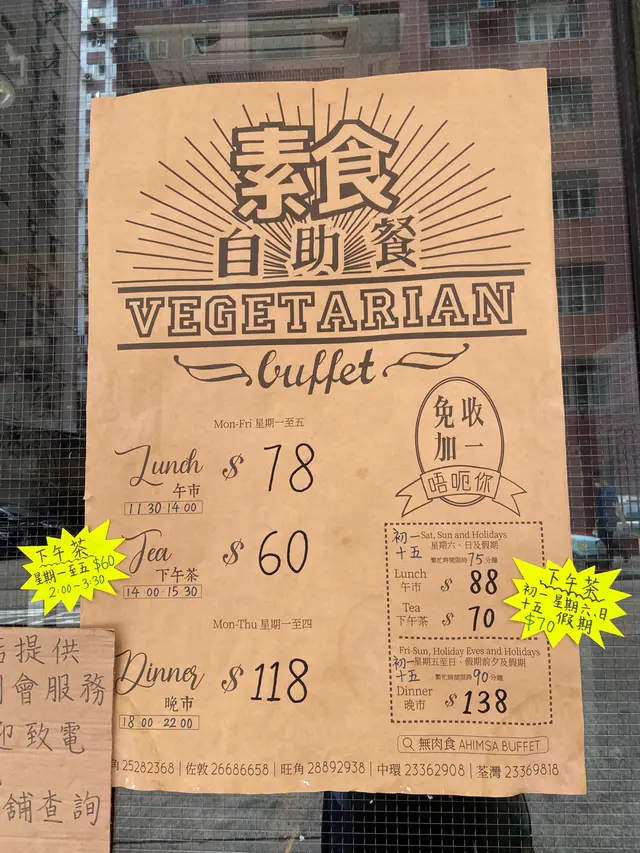 素食
自助餐
VEGETARIAN
buffet
Mon-Fri 星期一至五
Lunch $ 78
午市
11:30-14:00
Tea $ 60
下午茶
14:00-15:30
Mon-Thu 星期一至四
Dinner $ 118
晚市
18:00-22:00
免收
加一
唔呃你
初一 Sat, Sun and Holidays
十五 星期六、日及假期
繁忙時間限時75分鐘
Lunch
午市 $ 88
Tea
下午茶 $ 70
Fri-Sun, Holiday Eves and Holidays
初一 星期五至日、假期前夕及假期
十五 繁忙時間限時90分鐘
Dinner
晚市 $ 138
無肉食 AHIMSA BUFFET
角 25282368 | 佐敦 26686658 | 旺角 28892938 | 中環 23362908 | 荃灣 23369818
下午茶
星期一至五 $60
2:00~3:30
下午茶
初一 星期六、日
十五 假期
$70
提供
會服務
迎致電
舖查詢